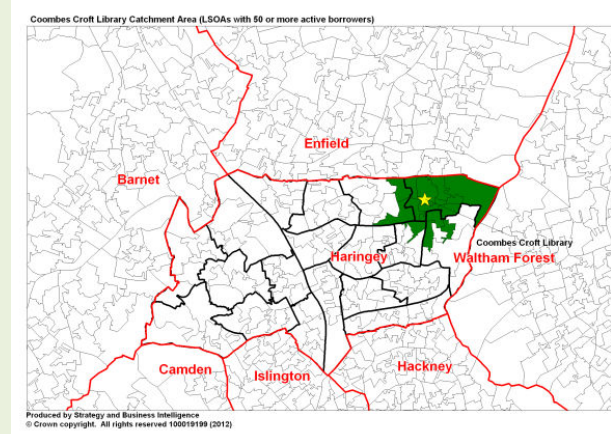 Coombes Croft Library Catchment Area (LSOAs with 50 or more active borrowers)
Enfield
Barnet
Coombes Croft Library
Haringey
Waltham Forest
Camden
Islington
Hackney
Produced by Strategy and Business Intelligence
© Crown copyright. All rights reserved 100019199 (2012)